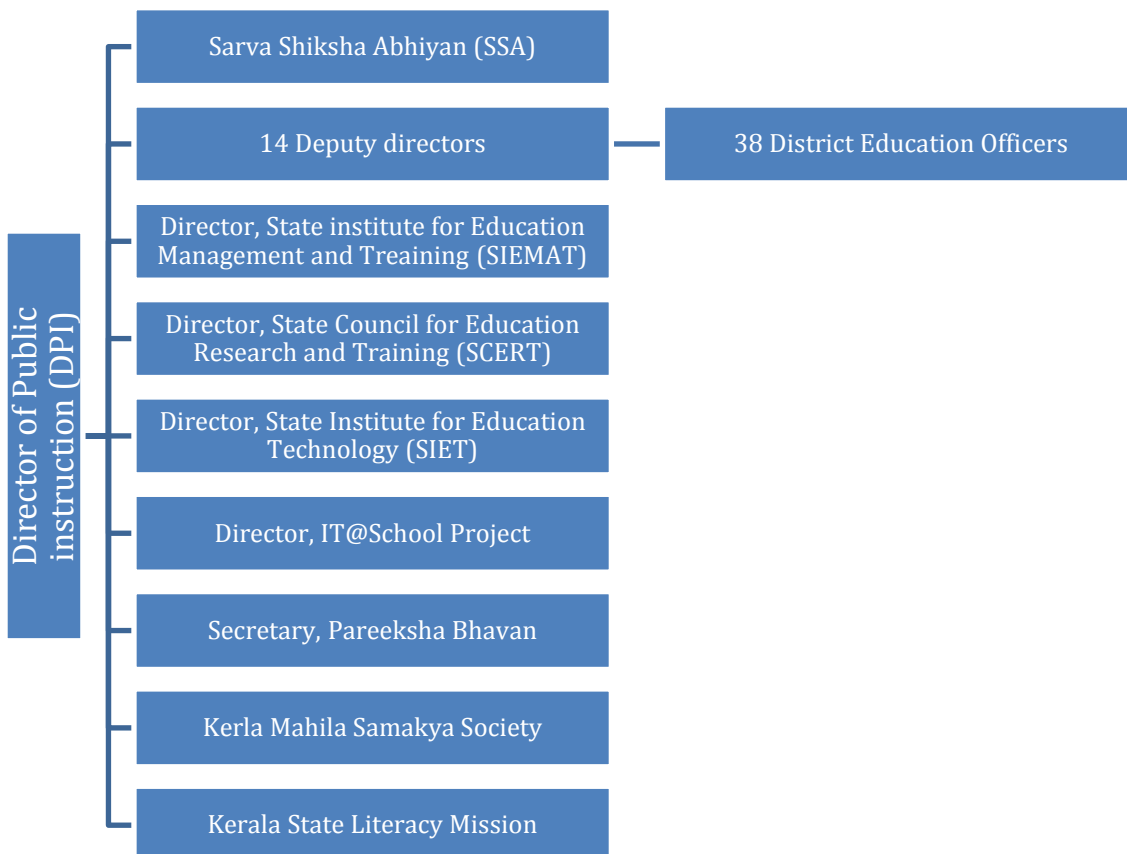 Director of Public
instruction (DPI)
Sarva Shiksha Abhiyan (SSA)
14 Deputy directors
38 District Education Officers
Director, State institute for Education
Management and Treaining (SIEMAT)
Director, State Council for Education
Research and Training (SCERT)
Director, State Institute for Education
Technology (SIET)
Director, IT@School Project
Secretary, Pareeksha Bhavan
Kerla Mahila Samakya Society
Kerala State Literacy Mission